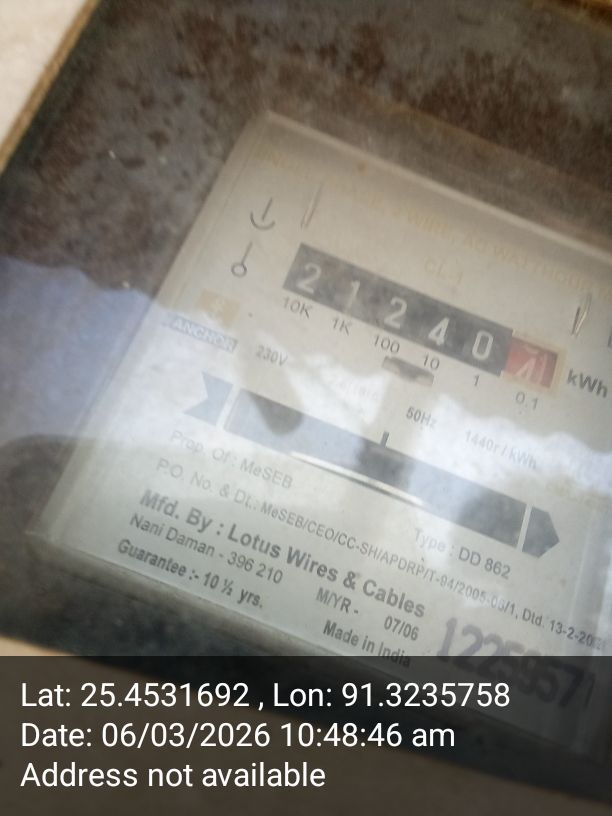 CL-1
2 1 2 4 0
10K 1K 100 10 1 0.1
kWh
ANCHOR
230V
50Hz
1440r / kWh
Prop. Of : MeSEB
Type : DD 862
P.O. No. & Dt.: MeSEB/CEO/CC-SH/APDRP/T-94/2005-06/1, Dtd. 13-2-
Mfd. By : Lotus Wires & Cables
Nani Daman - 396 210
M/YR - 07/06
Guarantee :- 10 ½ yrs.
Made in India
Lat: 25.4531692 , Lon: 91.3235758
Date: 06/03/2026 10:48:46 am
Address not available